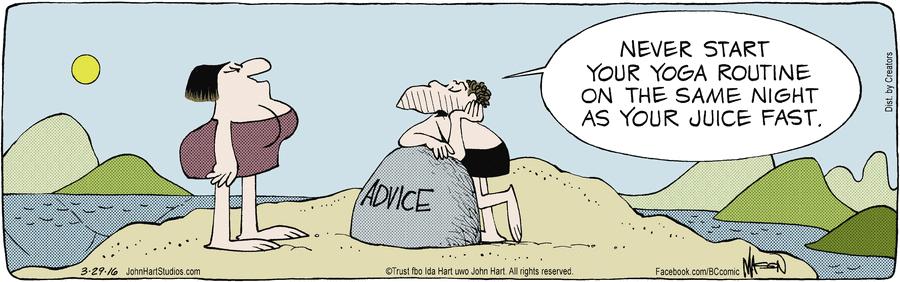 NEVER START
YOUR YOGA ROUTINE
ON THE SAME NIGHT
AS YOUR JUICE FAST.
ADVICE
Dist. by Creators
3-29-16 JohnHartStudios.com
©Trust fbo Ida Hart uwo John Hart. All rights reserved.
Facebook.com/BCcomic
MASON